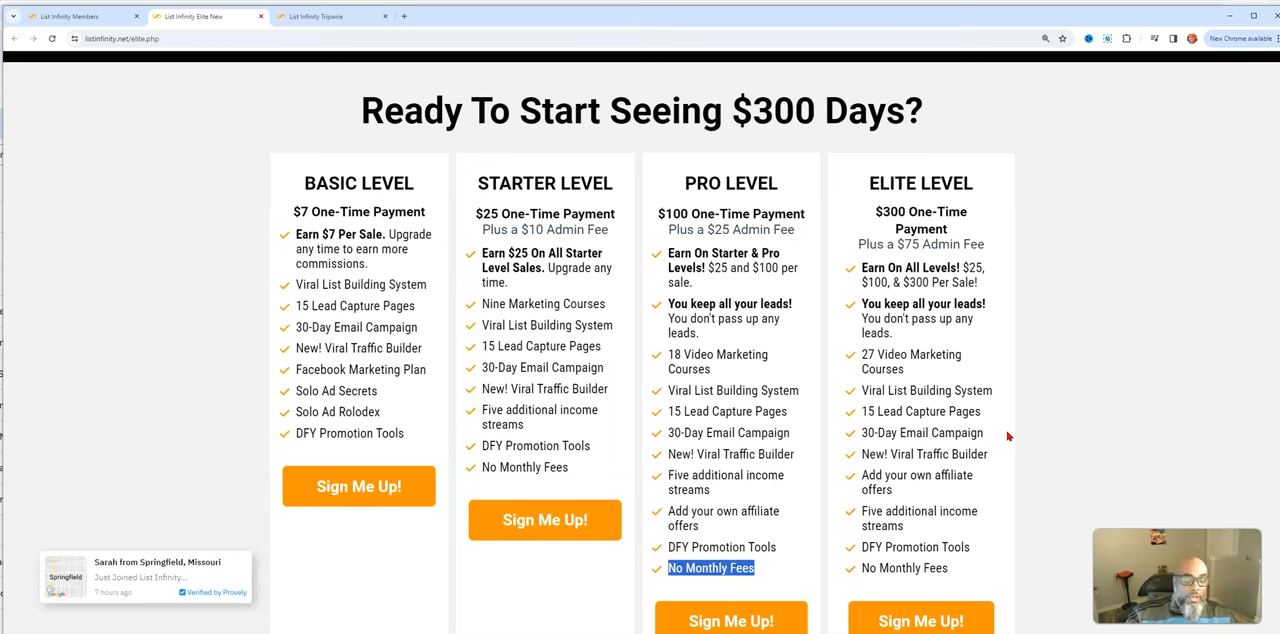 List Infinity Members
List Infinity Elite New
List Infinity Tripwire
listinfinity.net/elite.php
New Chrome available
Ready To Start Seeing $300 Days?
BASIC LEVEL
$7 One-Time Payment
Earn $7 Per Sale. Upgrade
any time to earn more
commissions.
Viral List Building System
15 Lead Capture Pages
30-Day Email Campaign
New! Viral Traffic Builder
Facebook Marketing Plan
Solo Ad Secrets
Solo Ad Rolodex
DFY Promotion Tools
Sign Me Up!
STARTER LEVEL
$25 One-Time Payment
Plus a $10 Admin Fee
Earn $25 On All Starter
Level Sales. Upgrade any
time.
Nine Marketing Courses
Viral List Building System
15 Lead Capture Pages
30-Day Email Campaign
New! Viral Traffic Builder
Five additional income
streams
DFY Promotion Tools
No Monthly Fees
Sign Me Up!
PRO LEVEL
$100 One-Time Payment
Plus a $25 Admin Fee
Earn On Starter & Pro
Levels! $25 and $100 per
sale.
You keep all your leads!
You don't pass up any
leads.
18 Video Marketing
Courses
Viral List Building System
15 Lead Capture Pages
30-Day Email Campaign
New! Viral Traffic Builder
Five additional income
streams
Add your own affiliate
offers
DFY Promotion Tools
No Monthly Fees
Sign Me Up!
ELITE LEVEL
$300 One-Time
Payment
Plus a $75 Admin Fee
Earn On All Levels! $25,
$100, & $300 Per Sale!
You keep all your leads!
You don't pass up any
leads.
27 Video Marketing
Courses
Viral List Building System
15 Lead Capture Pages
30-Day Email Campaign
New! Viral Traffic Builder
Add your own affiliate
offers
Five additional income
streams
DFY Promotion Tools
No Monthly Fees
Sign Me Up!
Springfield
Google
Sarah from Springfield, Missouri
Just Joined List Infinity...
7 hours ago
Verified by Provely